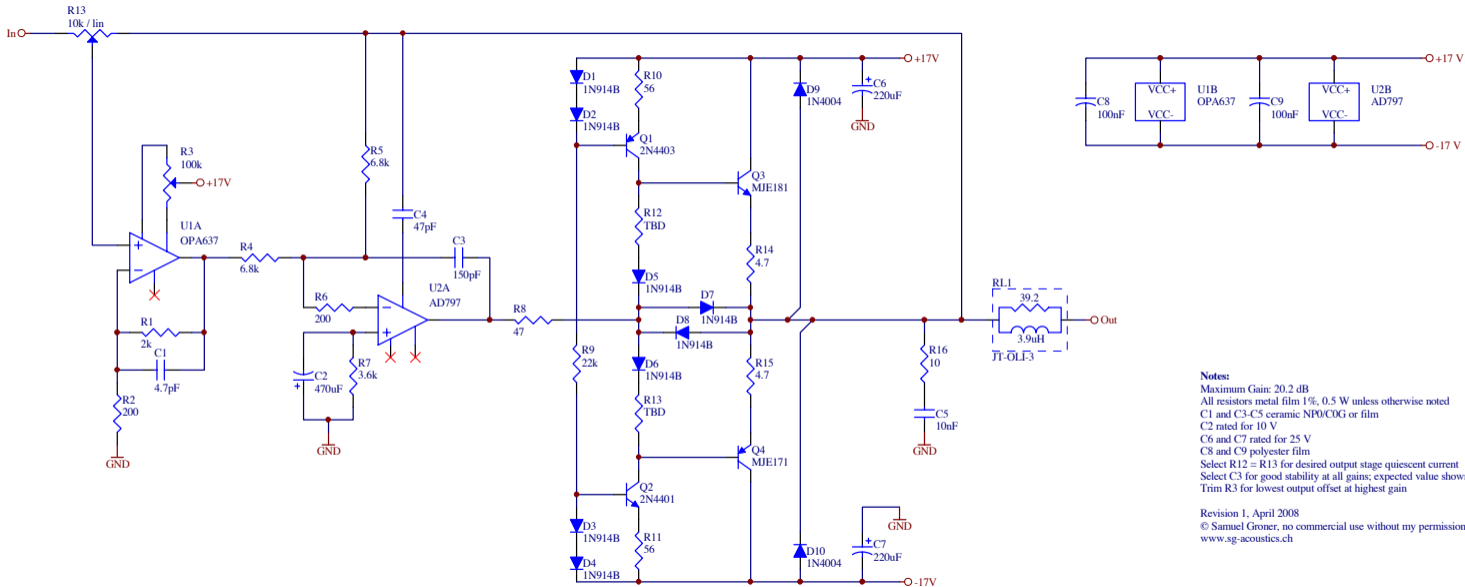 R13
10k / lin
In
R3
100k
+17V
U1A
OPA637
R1
2k
C1
4.7pF
R2
200
GND
R4
6.8k
R5
6.8k
C4
47pF
C3
150pF
U2A
AD797
R6
200
C2
470uF
R7
3.6k
GND
R8
47
D1
1N914B
D2
1N914B
R10
56
Q1
2N4403
Q3
MJE181
R12
TBD
R14
4.7
D5
1N914B
D7
1N914B
D8
1N914B
R9
22k
D6
1N914B
R15
4.7
R13
TBD
Q4
MJE171
Q2
2N4401
D3
1N914B
D4
1N914B
R11
56
D9
1N4004
C6
220uF
GND
+17V
D10
1N4004
C7
220uF
GND
-17V
R16
10
C5
10nF
GND
RL1
39.2
3.9uH
JT-OLI-3
Out
C8
100nF
VCC+
VCC-
U1B
OPA637
C9
100nF
VCC+
VCC-
U2B
AD797
+17 V
-17 V
Notes:
Maximum Gain: 20.2 dB
All resistors metal film 1%, 0.5 W unless otherwise noted
C1 and C3-C5 ceramic NP0/C0G or film
C2 rated for 10 V
C6 and C7 rated for 25 V
C8 and C9 polyester film
Select R12 = R13 for desired output stage quiescent current
Select C3 for good stability at all gains; expected value show
Trim R3 for lowest output offset at highest gain
Revision 1, April 2008
© Samuel Groner, no commercial use without my permission
www.sg-acoustics.ch